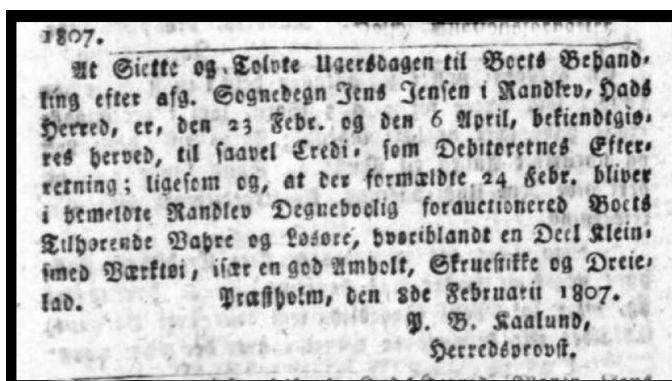 1807.
At Siette og Tolvte Ugersdagen til Boets Behand-
ling efter afg. Sognedegn Jens Jensen i Randlev, Hads
Herred, er, den 23 Febr. og den 6 April, bekiendtgiø-
res herved, til saavel Credi- som Debitorernes Efter-
retning; ligesom og, at der formældte 24 Febr. bliver
i bemeldte Randlev Degneboelig forauctionered Boets
Tilhørende Vahre og Løsøre, hvoriblandt en Deel Klein-
smed Værktøi, især en god Ambolt, Skruestikke og Dreie-
lad. Præstholm, den 8de Februarii 1807.
P. B. Kaalund,
Herredsprovst.